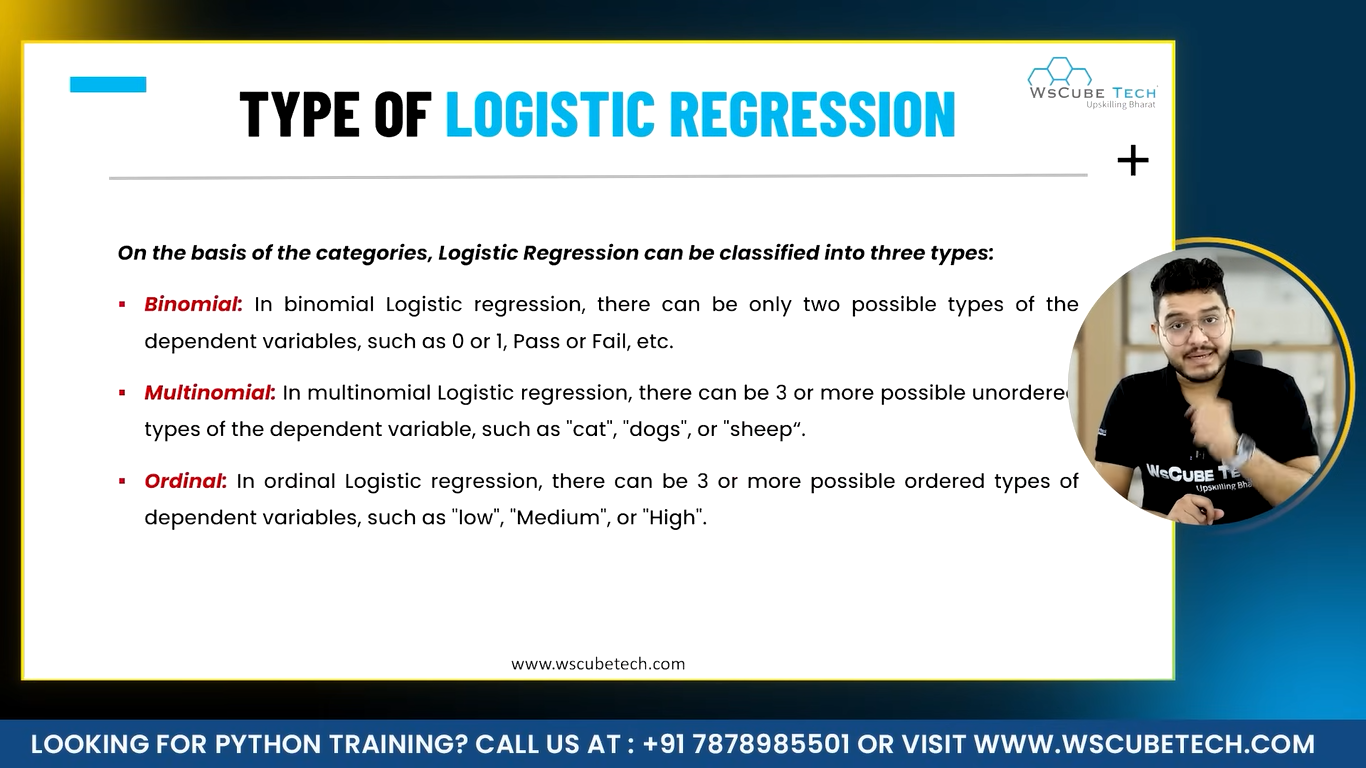 WsCube Tech
Upskilling Bharat
TYPE OF LOGISTIC REGRESSION
+
On the basis of the categories, Logistic Regression can be classified into three types:
▪ Binomial: In binomial Logistic regression, there can be only two possible types of the
dependent variables, such as 0 or 1, Pass or Fail, etc.
▪ Multinomial: In multinomial Logistic regression, there can be 3 or more possible unordered
types of the dependent variable, such as "cat", "dogs", or "sheep“.
▪ Ordinal: In ordinal Logistic regression, there can be 3 or more possible ordered types of
dependent variables, such as "low", "Medium", or "High".
WsCUBE TE
Upskilling Bha
www.wscubetech.com
LOOKING FOR PYTHON TRAINING? CALL US AT : +91 7878985501 OR VISIT WWW.WSCUBETECH.COM